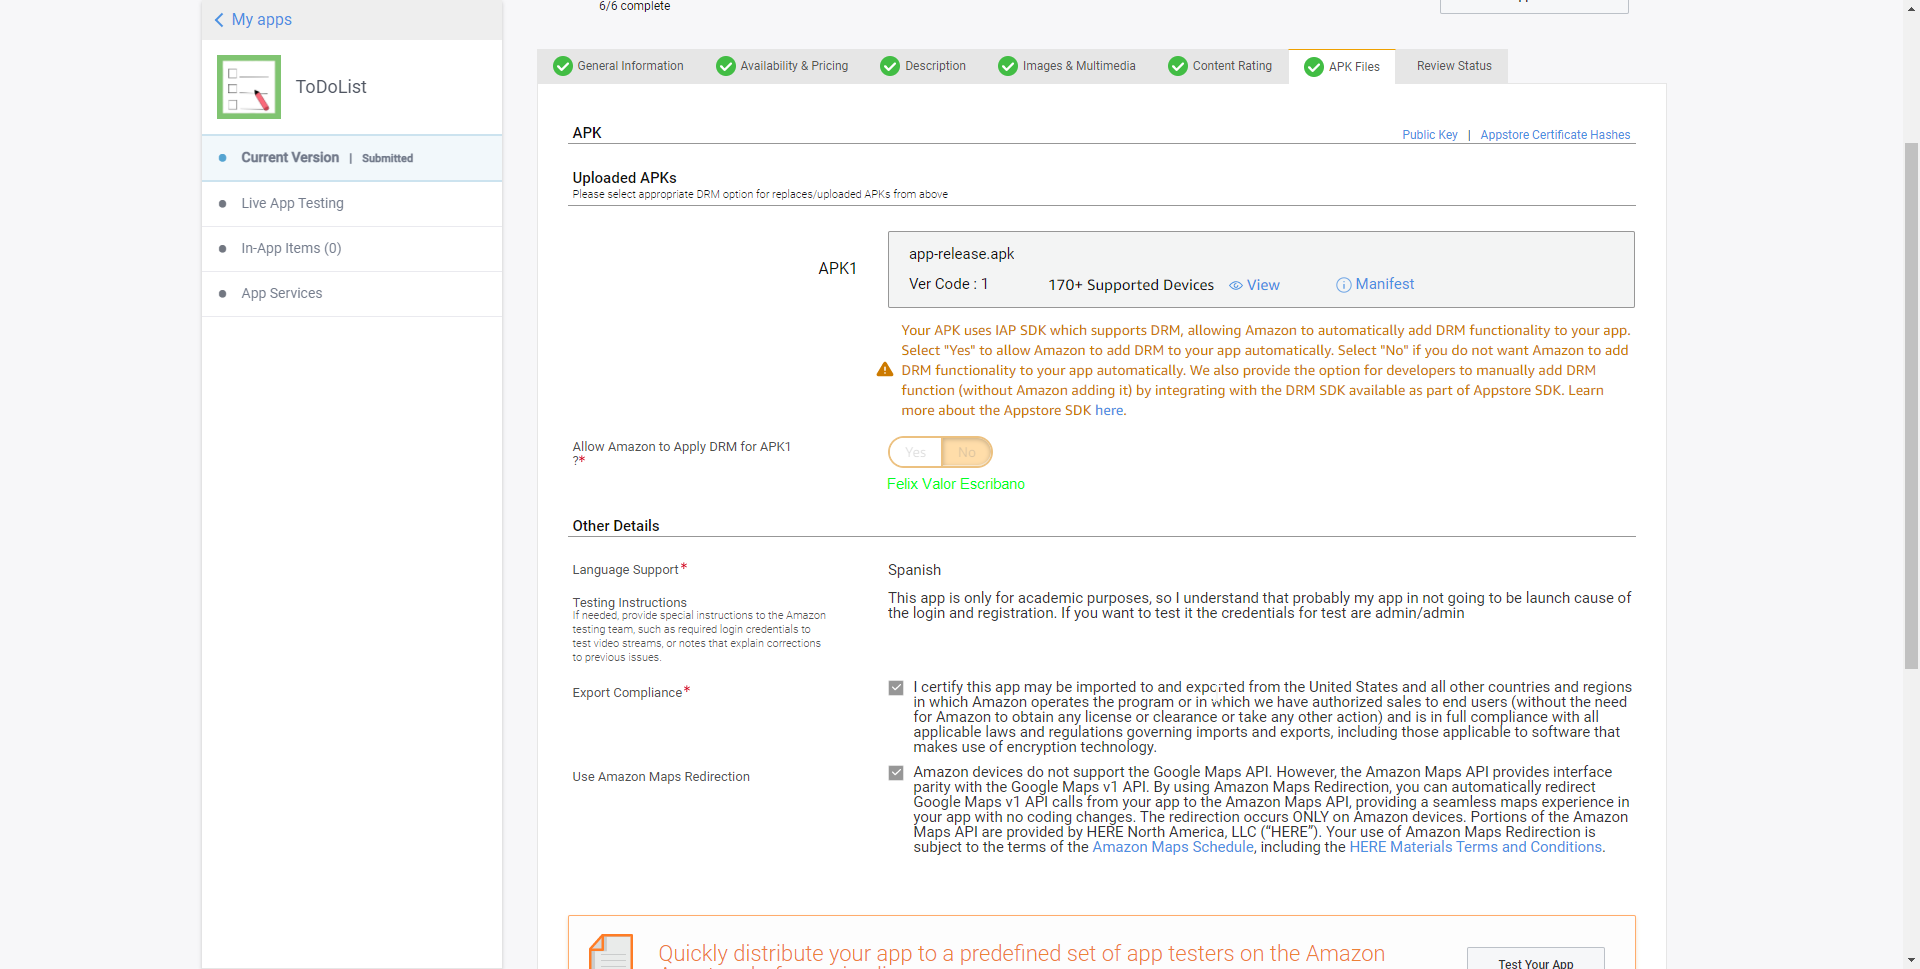 6/6 complete
My apps
ToDoList
Current Version | Submitted
Live App Testing
In-App Items (0)
App Services
General Information
Availability & Pricing
Description
Images & Multimedia
Content Rating
APK Files
Review Status
APK
Public Key | Appstore Certificate Hashes
Uploaded APKs
Please select appropriate DRM option for replaces/uploaded APKs from above
APK1
app-release.apk
Ver Code : 1
170+ Supported Devices
View
Manifest
Your APK uses IAP SDK which supports DRM, allowing Amazon to automatically add DRM functionality to your app.
Select "Yes" to allow Amazon to add DRM to your app automatically. Select "No" if you do not want Amazon to add
DRM functionality to your app automatically. We also provide the option for developers to manually add DRM
function (without Amazon adding it) by integrating with the DRM SDK available as part of Appstore SDK. Learn
more about the Appstore SDK here.
Allow Amazon to Apply DRM for APK1
?*
Yes
No
Felix Valor Escribano
Other Details
Language Support*
Spanish
Testing Instructions
If needed, provide special instructions to the Amazon
testing team, such as required login credentials to
test video streams, or notes that explain corrections
to previous issues.
This app is only for academic purposes, so I understand that probably my app in not going to be launch cause of
the login and registration. If you want to test it the credentials for test are admin/admin
Export Compliance*
I certify this app may be imported to and exported from the United States and all other countries and regions
in which Amazon operates the program or in which we have authorized sales to end users (without the need
for Amazon to obtain any license or clearance or take any other action) and is in full compliance with all
applicable laws and regulations governing imports and exports, including those applicable to software that
makes use of encryption technology.
Use Amazon Maps Redirection
Amazon devices do not support the Google Maps API. However, the Amazon Maps API provides interface
parity with the Google Maps v1 API. By using Amazon Maps Redirection, you can automatically redirect
Google Maps v1 API calls from your app to the Amazon Maps API, providing a seamless maps experience in
your app with no coding changes. The redirection occurs ONLY on Amazon devices. Portions of the Amazon
Maps API are provided by HERE North America, LLC (“HERE”). Your use of Amazon Maps Redirection is
subject to the terms of the Amazon Maps Schedule, including the HERE Materials Terms and Conditions.
Quickly distribute your app to a predefined set of app testers on the Amazon
Test Your App